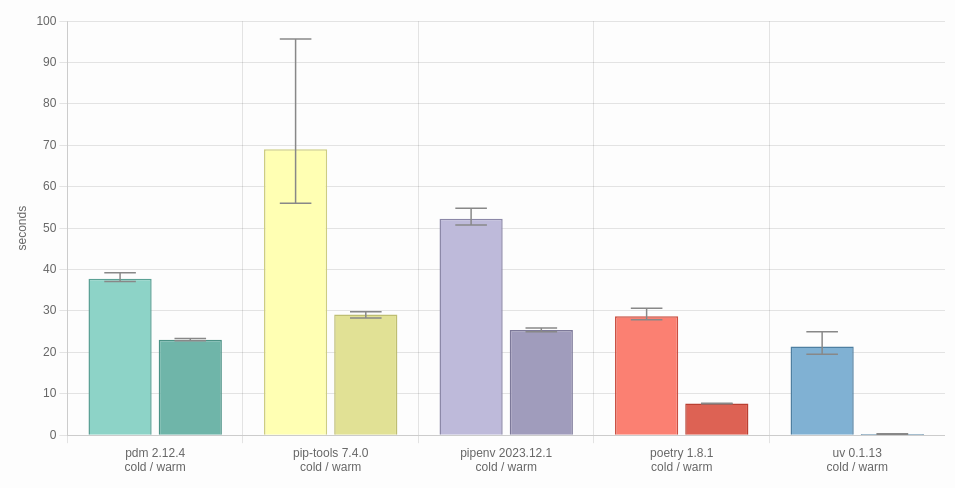 100
90
80
70
60
50
40
30
20
10
0
seconds
pdm 2.12.4
cold / warm
pip-tools 7.4.0
cold / warm
pipenv 2023.12.1
cold / warm
poetry 1.8.1
cold / warm
uv 0.1.13
cold / warm